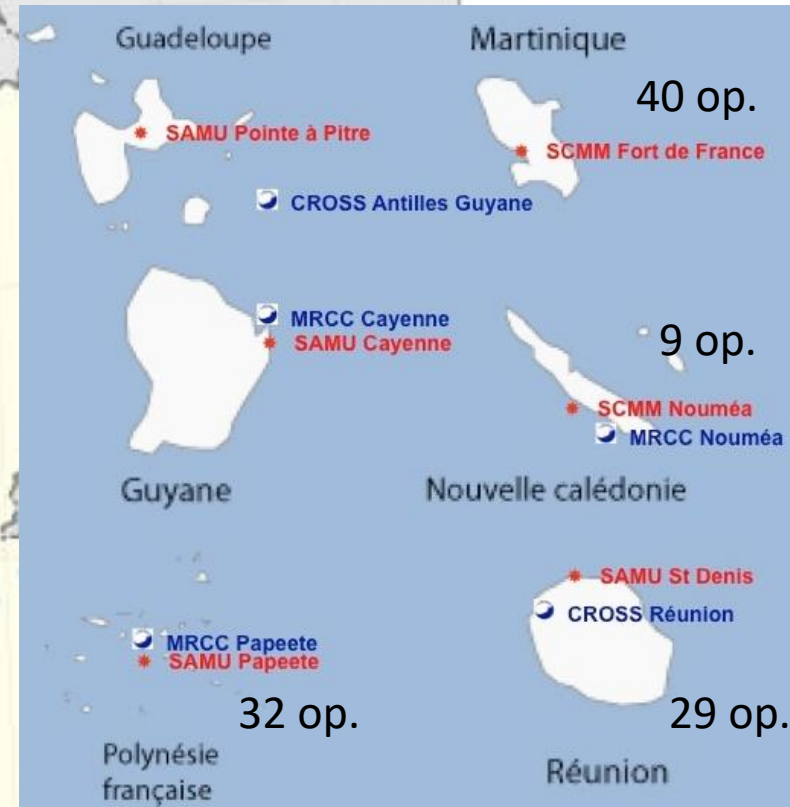 Guadeloupe
Martinique
40 op.
SAMU Pointe à Pitre
SCMM Fort de France
CROSS Antilles Guyane
MRCC Cayenne
SAMU Cayenne
9 op.
SCMM Nouméa
MRCC Nouméa
Guyane
Nouvelle calédonie
SAMU St Denis
CROSS Réunion
MRCC Papeete
SAMU Papeete
32 op.
29 op.
Polynésie
française
Réunion